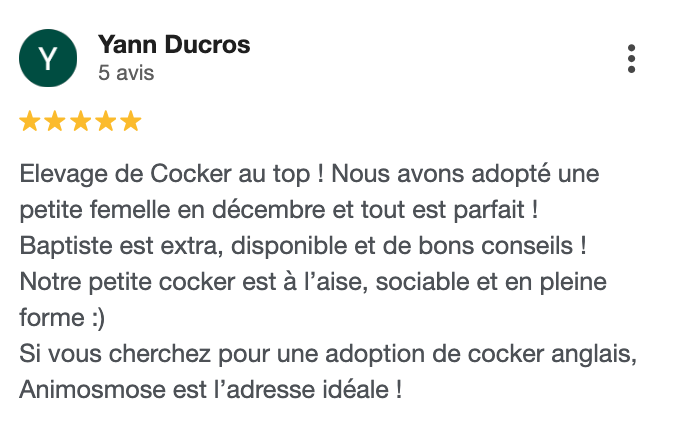 Y
Yann Ducros
5 avis
Elevage de Cocker au top ! Nous avons adopté une
petite femelle en décembre et tout est parfait !
Baptiste est extra, disponible et de bons conseils !
Notre petite cocker est à l’aise, sociable et en pleine
forme :)
Si vous cherchez pour une adoption de cocker anglais,
Animosmose est l’adresse idéale !